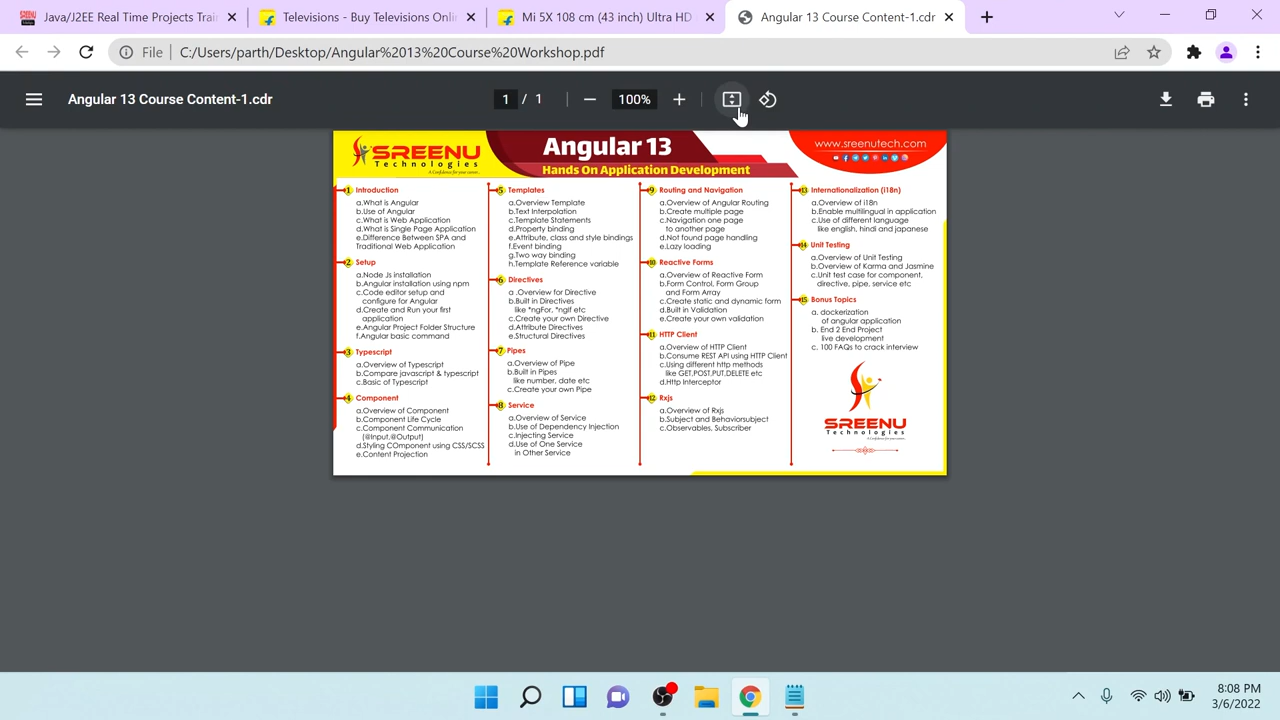 Java/J2EE Real Time Projects Train
Televisions - Buy Televisions Onl
Mi 5X 108 cm (43 inch) Ultra HD
Angular 13 Course Content-1.cdr
File
C:/Users/parth/Desktop/Angular%2013%20Course%20Workshop.pdf
Angular 13 Course Content-1.cdr
1 / 1
100%
SREENU
Technologies
A Confidence for your career..
Angular 13
Hands On Application Development
www.sreenutech.com
1 Introduction
a.What is Angular
b.Use of Angular
c.What is Web Application
d.What is Single Page Application
e.Difference Between SPA and
Traditional Web Application
2 Setup
a.Node Js installation
b.Angular installation using npm
c.Code editor setup and
configure for Angular
d.Create and Run your first
application
e.Angular Project Folder Structure
f.Angular basic command
3 Typescript
a.Overview of Typescript
b.Compare javascript & typescript
c.Basic of Typescript
4 Component
a.Overview of Component
b.Component Life Cycle
c.Component Communication
(@Input,@Output)
d.Styling COmponent using CSS/SCSS
e.Content Projection
5 Templates
a.Overview Template
b.Text Interpolation
c.Template Statements
d.Property binding
e.Attribute, class and style bindings
f.Event binding
g.Two way binding
h.Template Reference variable
6 Directives
a .Overview for Directive
b.Built in Directives
like *ngFor, *ngif etc
c.Create your own Directive
d.Attribute Directives
e.Structural Directives
7 Pipes
a.Overview of Pipe
b.Built in Pipes
like number, date etc
c.Create your own Pipe
8 Service
a.Overview of Service
b.Use of Dependency Injection
c.Injecting Service
d.Use of One Service
in Other Service
9 Routing and Navigation
a.Overview of Angular Routing
b.Create multiple page
c.Navigation one page
to another page
d.Not found page handling
e.Lazy loading
10 Reactive Forms
a.Overview of Reactive Form
b.Form Control, Form Group
and Form Array
c.Create static and dynamic form
d.Built in Validation
e.Create your own validation
11 HTTP Client
a.Overview of HTTP Client
b.Consume REST API using HTTP Client
c.Using different http methods
like GET,POST,PUT,DELETE etc
d.Http Interceptor
12 Rxjs
a.Overview of Rxjs
b.Subject and Behaviorsubject
c.Observables, Subscriber
13 Internationalization (i18n)
a.Overview of i18n
b.Enable multilingual in application
c.Use of different language
like english, hindi and japanese
14 Unit Testing
a.Overview of Unit Testing
b.Overview of Karma and Jasmine
c.Unit test case for component,
directive, pipe, service etc
15 Bonus Topics
a. dockerization
of angular application
b. End 2 End Project
live development
c. 100 FAQs to crack interview
SREENU
Technologies
A Confidence for your career..
8:08 PM
3/6/2022